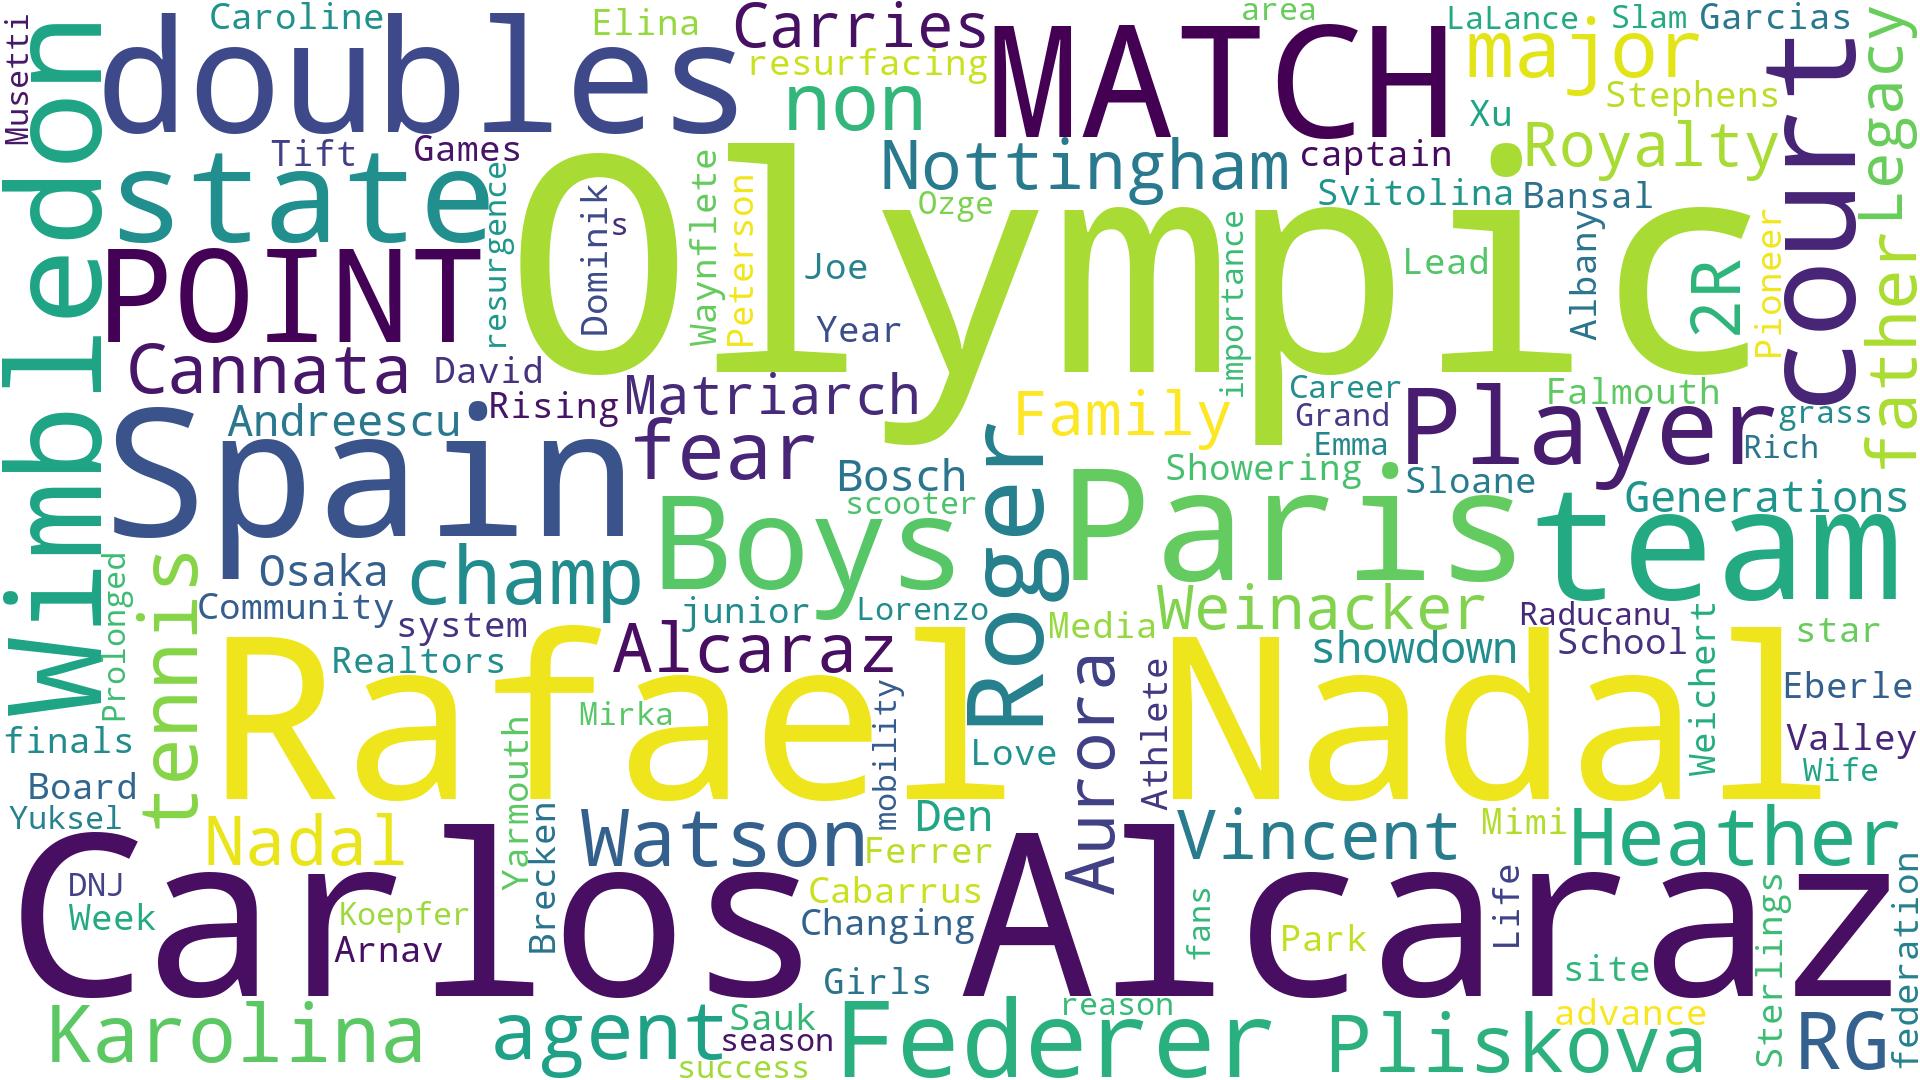 Musetti
Wimbledon
Caroline
Elina
Carries
area
LaLance
Slam
Garcias
doubles
resurfacing
MATCH
major
court
Legacy
non
Stephens
Xu
Tift
Games
Nottingham
captain
Royalty
state
resurgence
Olympic
Dominik
s
Waynflete
Peterson
Ozge
Svitolina
Bansal
importance
Albany
Pioneer
father
POINT
Joe
Lead
2R
Year
Cannata
David
Rising
Matriarch
Family
Career
Grand
Emma
Falmouth
grass
Player
Rich
Andreescu
Spain
fear
Bosch
scooter
Roger
Showering
Sloane
Paris
Generations
team
Boys
Prolonged
tennis
Osaka
champ
Community
system
junior
Lorenzo
Media
Weinacker
Raducanu
School
star
Realtors
Alcaraz
showdown
Weichert
Rafael
Mirka
mobility
Love
Aurora
Athlete
Nadal
Eberle
finals
Valley
Wife
Board
Yuksel
Yarmouth
Brecken
Nadal
Watson
Den
Ferrer
Vincent
Mimi
Heather
Carlos
Alcaraz
DNJ
Week
Koepfer
Arnav
Cabarrus
Changing
fans
Park
Life
Sterlings
federation
Girls
site
Karolina
agent
Sauk
season
success
Federer
reason
Pliskova
advance
RG